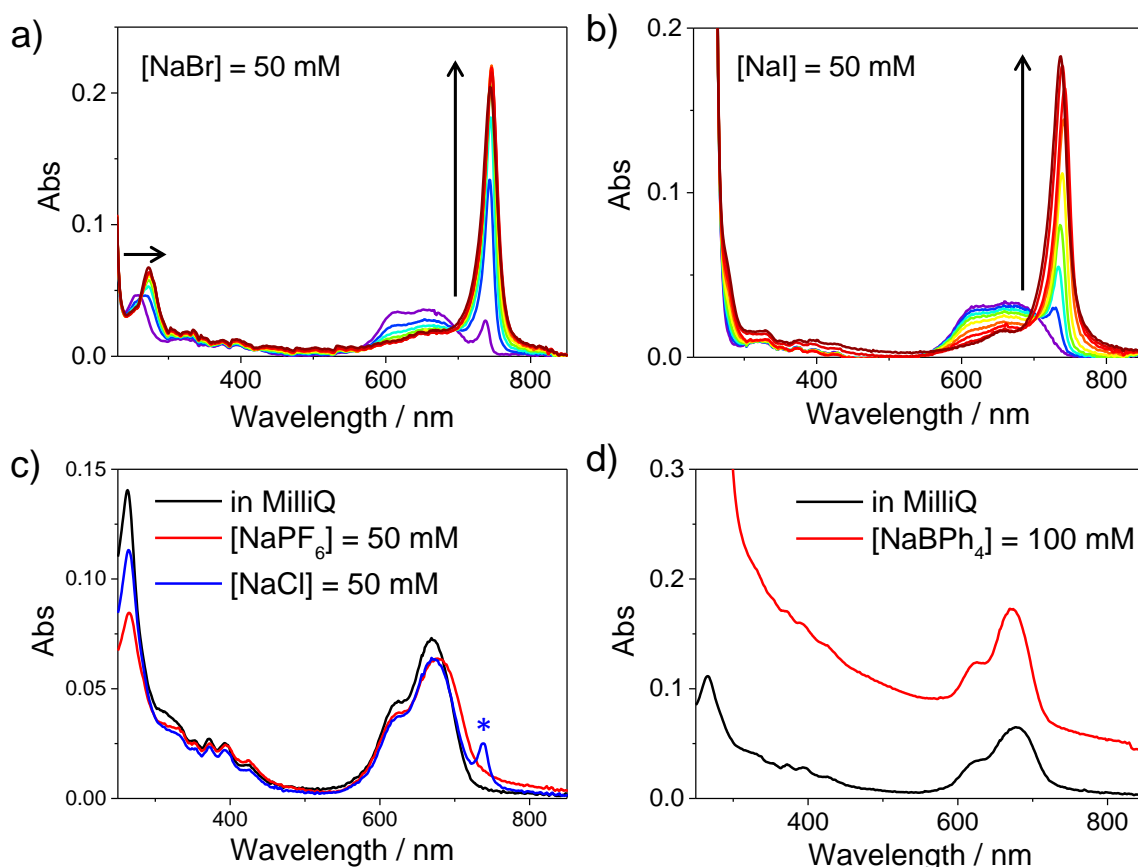 a)
[NaBr] = 50 mM
0.2
0.1
0.0
Abs
400
600
800
Wavelength / nm
b)
[NaI] = 50 mM
0.2
0.1
0.0
Abs
400
600
800
Wavelength / nm
c)
in MilliQ
[NaPF₆] = 50 mM
[NaCl] = 50 mM
*
0.15
0.10
0.05
0.00
Abs
400
600
800
Wavelength / nm
d)
in MilliQ
[NaBPh₄] = 100 mM
0.3
0.2
0.1
0.0
Abs
400
600
800
Wavelength / nm